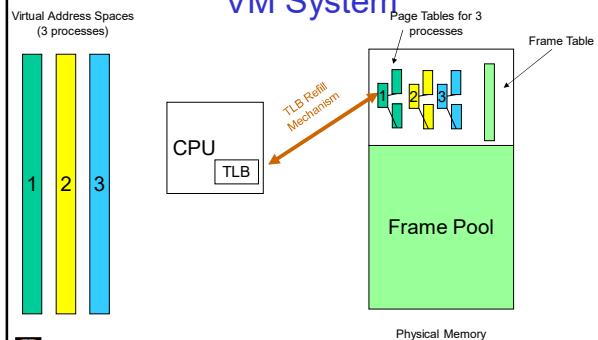 VM System
Virtual Address Spaces
(3 processes)
Page Tables for 3
processes
Frame Table
TLB Refill
Mechanism
CPU
TLB
1
2
3
1
2
3
Frame Pool
Physical Memory